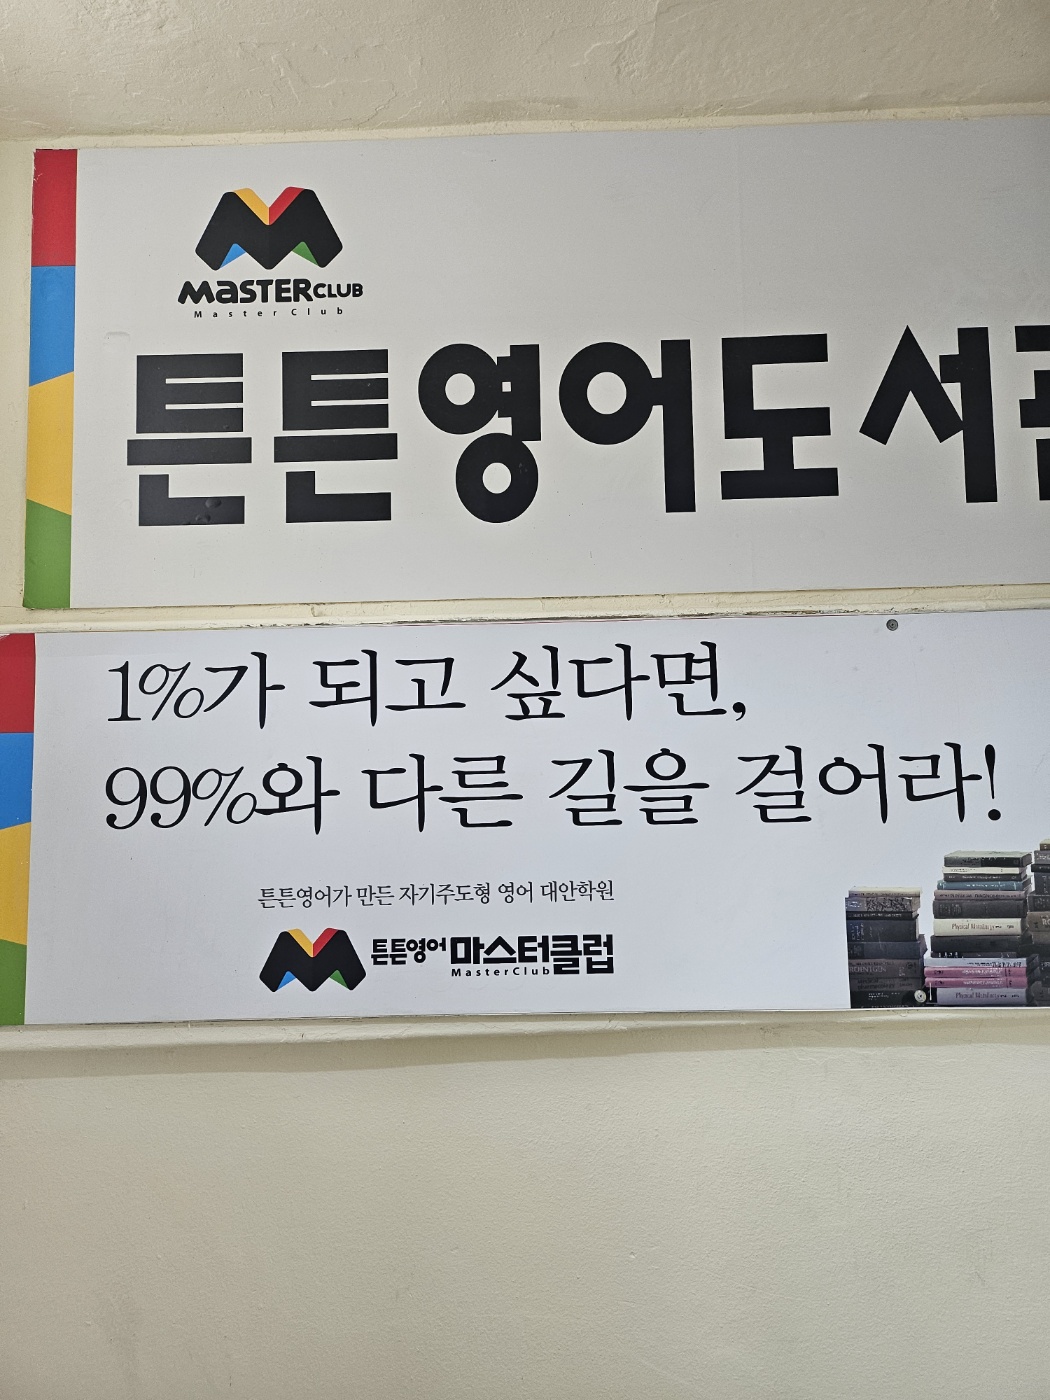 MASTERCLUB
Master Club
튼튼영어도서관
1%가 되고 싶다면,
99%와 다른 길을 걸어라!
튼튼영어가 만든 자기주도형 영어 대안학원
튼튼영어 마스터클럽
MasterClub